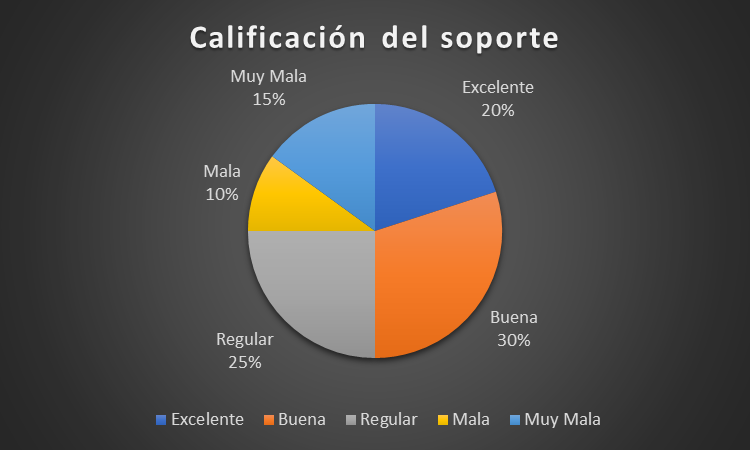 Calificación del soporte
Muy Mala
15%
Excelente
20%
Mala
10%
Buena
30%
Regular
25%
Excelente Buena Regular Mala Muy Mala